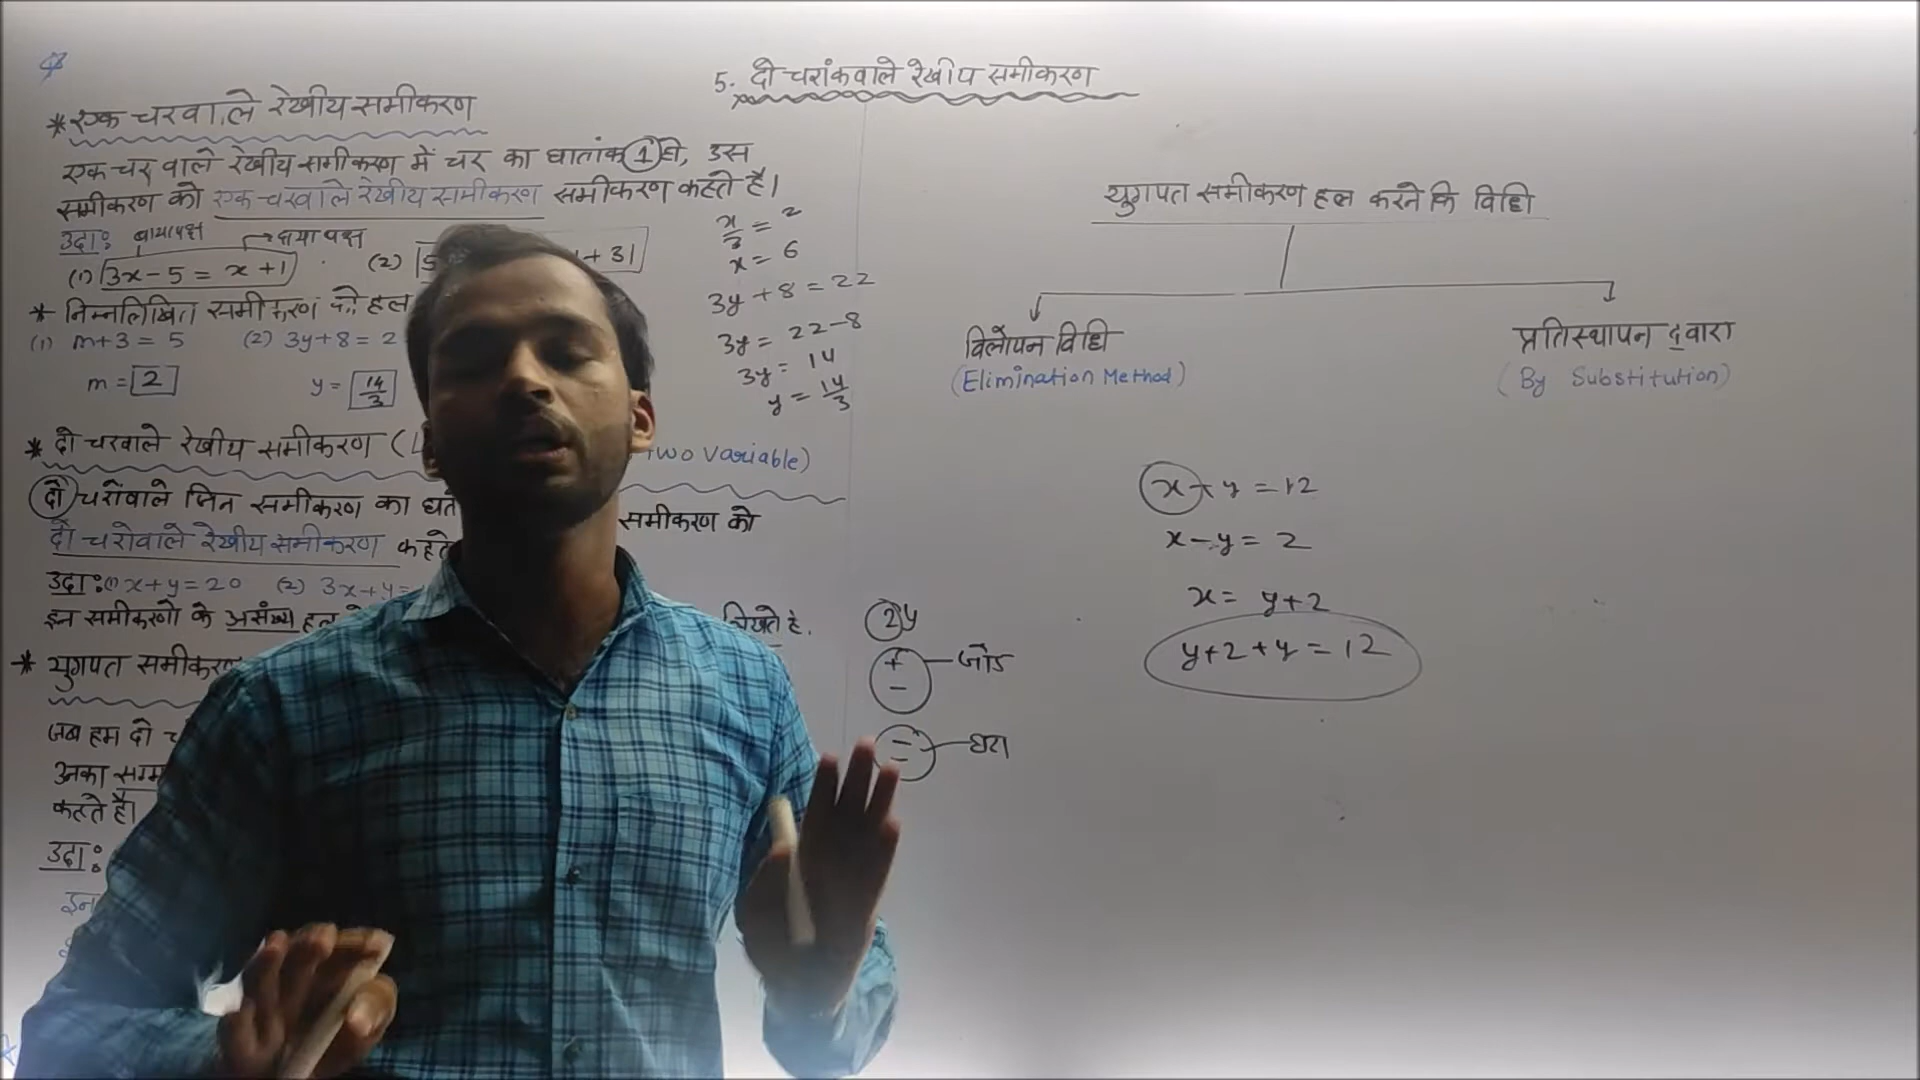 5. दो चरांकवाले रेखीय समीकरण
*एक चरवाले रेखीय समीकरण
एक चर वाले रेखीय समीकरण में चर का घातांक 1 हो, उस
समीकरण को एक चरवाले रेखीय समीकरण समीकरण कहते है।
उदा: बायापक्ष दायापक्ष
(1) 3x-5 = x+1 (2) 5 +31
* निम्नलिखित समीकरण को हल
(1) m+3 = 5 (2) 3y+8 = 2
m = 2 y = 14/3
x/3 = 2
x = 6
3y+8 = 22
3y = 22-8
3y = 14
y = 14/3
* दो चरवाले रेखीय समीकरण ( Two Variable)
दो चरोंवाले जिन समीकरण का घा समीकरण को
दो चरोवाले रेखीय समीकरण कहते
उदा: (1) x+y=20 (2) 3x+y=
इन समीकरणो के असंख्य हल लिखते है.
* युगपत समीकरण
जब हम दो च
उनका
कहते है।
उदा:
इन
युगपत समीकरण हल करने कि विधि
विलोपन विधि
(Elimination Method)
प्रतिस्थापन द्वारा
(By Substitution)
x+y = 12
x-y = 2
x = y+2
y+2+y = 12
2y
+
- जोड
-
- घटा